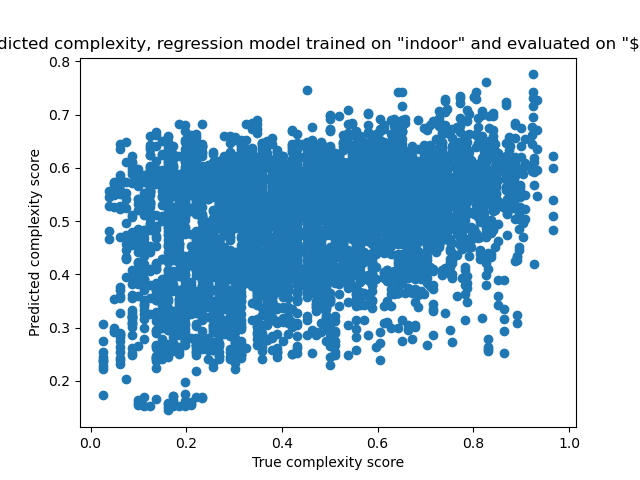 dicted complexity, regression model trained on "indoor" and evaluated on "$
0.8
0.7
0.6
0.5
0.4
0.3
0.2
Predicted complexity score
0.0 0.2 0.4 0.6 0.8 1.0
True complexity score